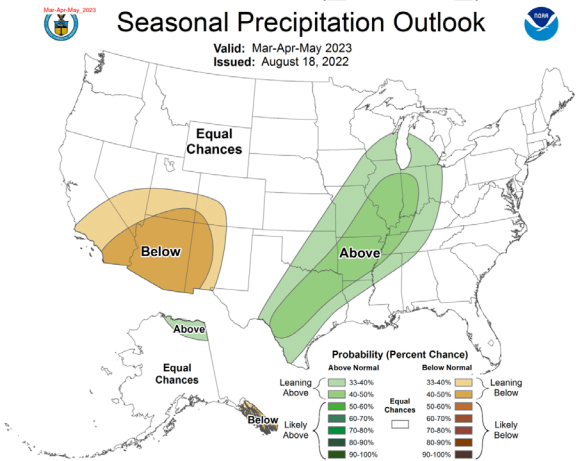 Mar-Apr-May_2023
Seasonal Precipitation Outlook
NOAA
Valid: Mar-Apr-May 2023
Issued: August 18, 2022
Equal
Chances
Below
Above
Above
Equal
Chances
Below
Probability (Percent Chance)
Above Normal
Below Normal
Leaning
Above
33-40%
40-50%
50-60%
60-70%
70-80%
80-90%
90-100%
Likely
Above
Equal
Chances
33-40%
40-50%
50-60%
60-70%
70-80%
80-90%
90-100%
Leaning
Below
Likely
Below